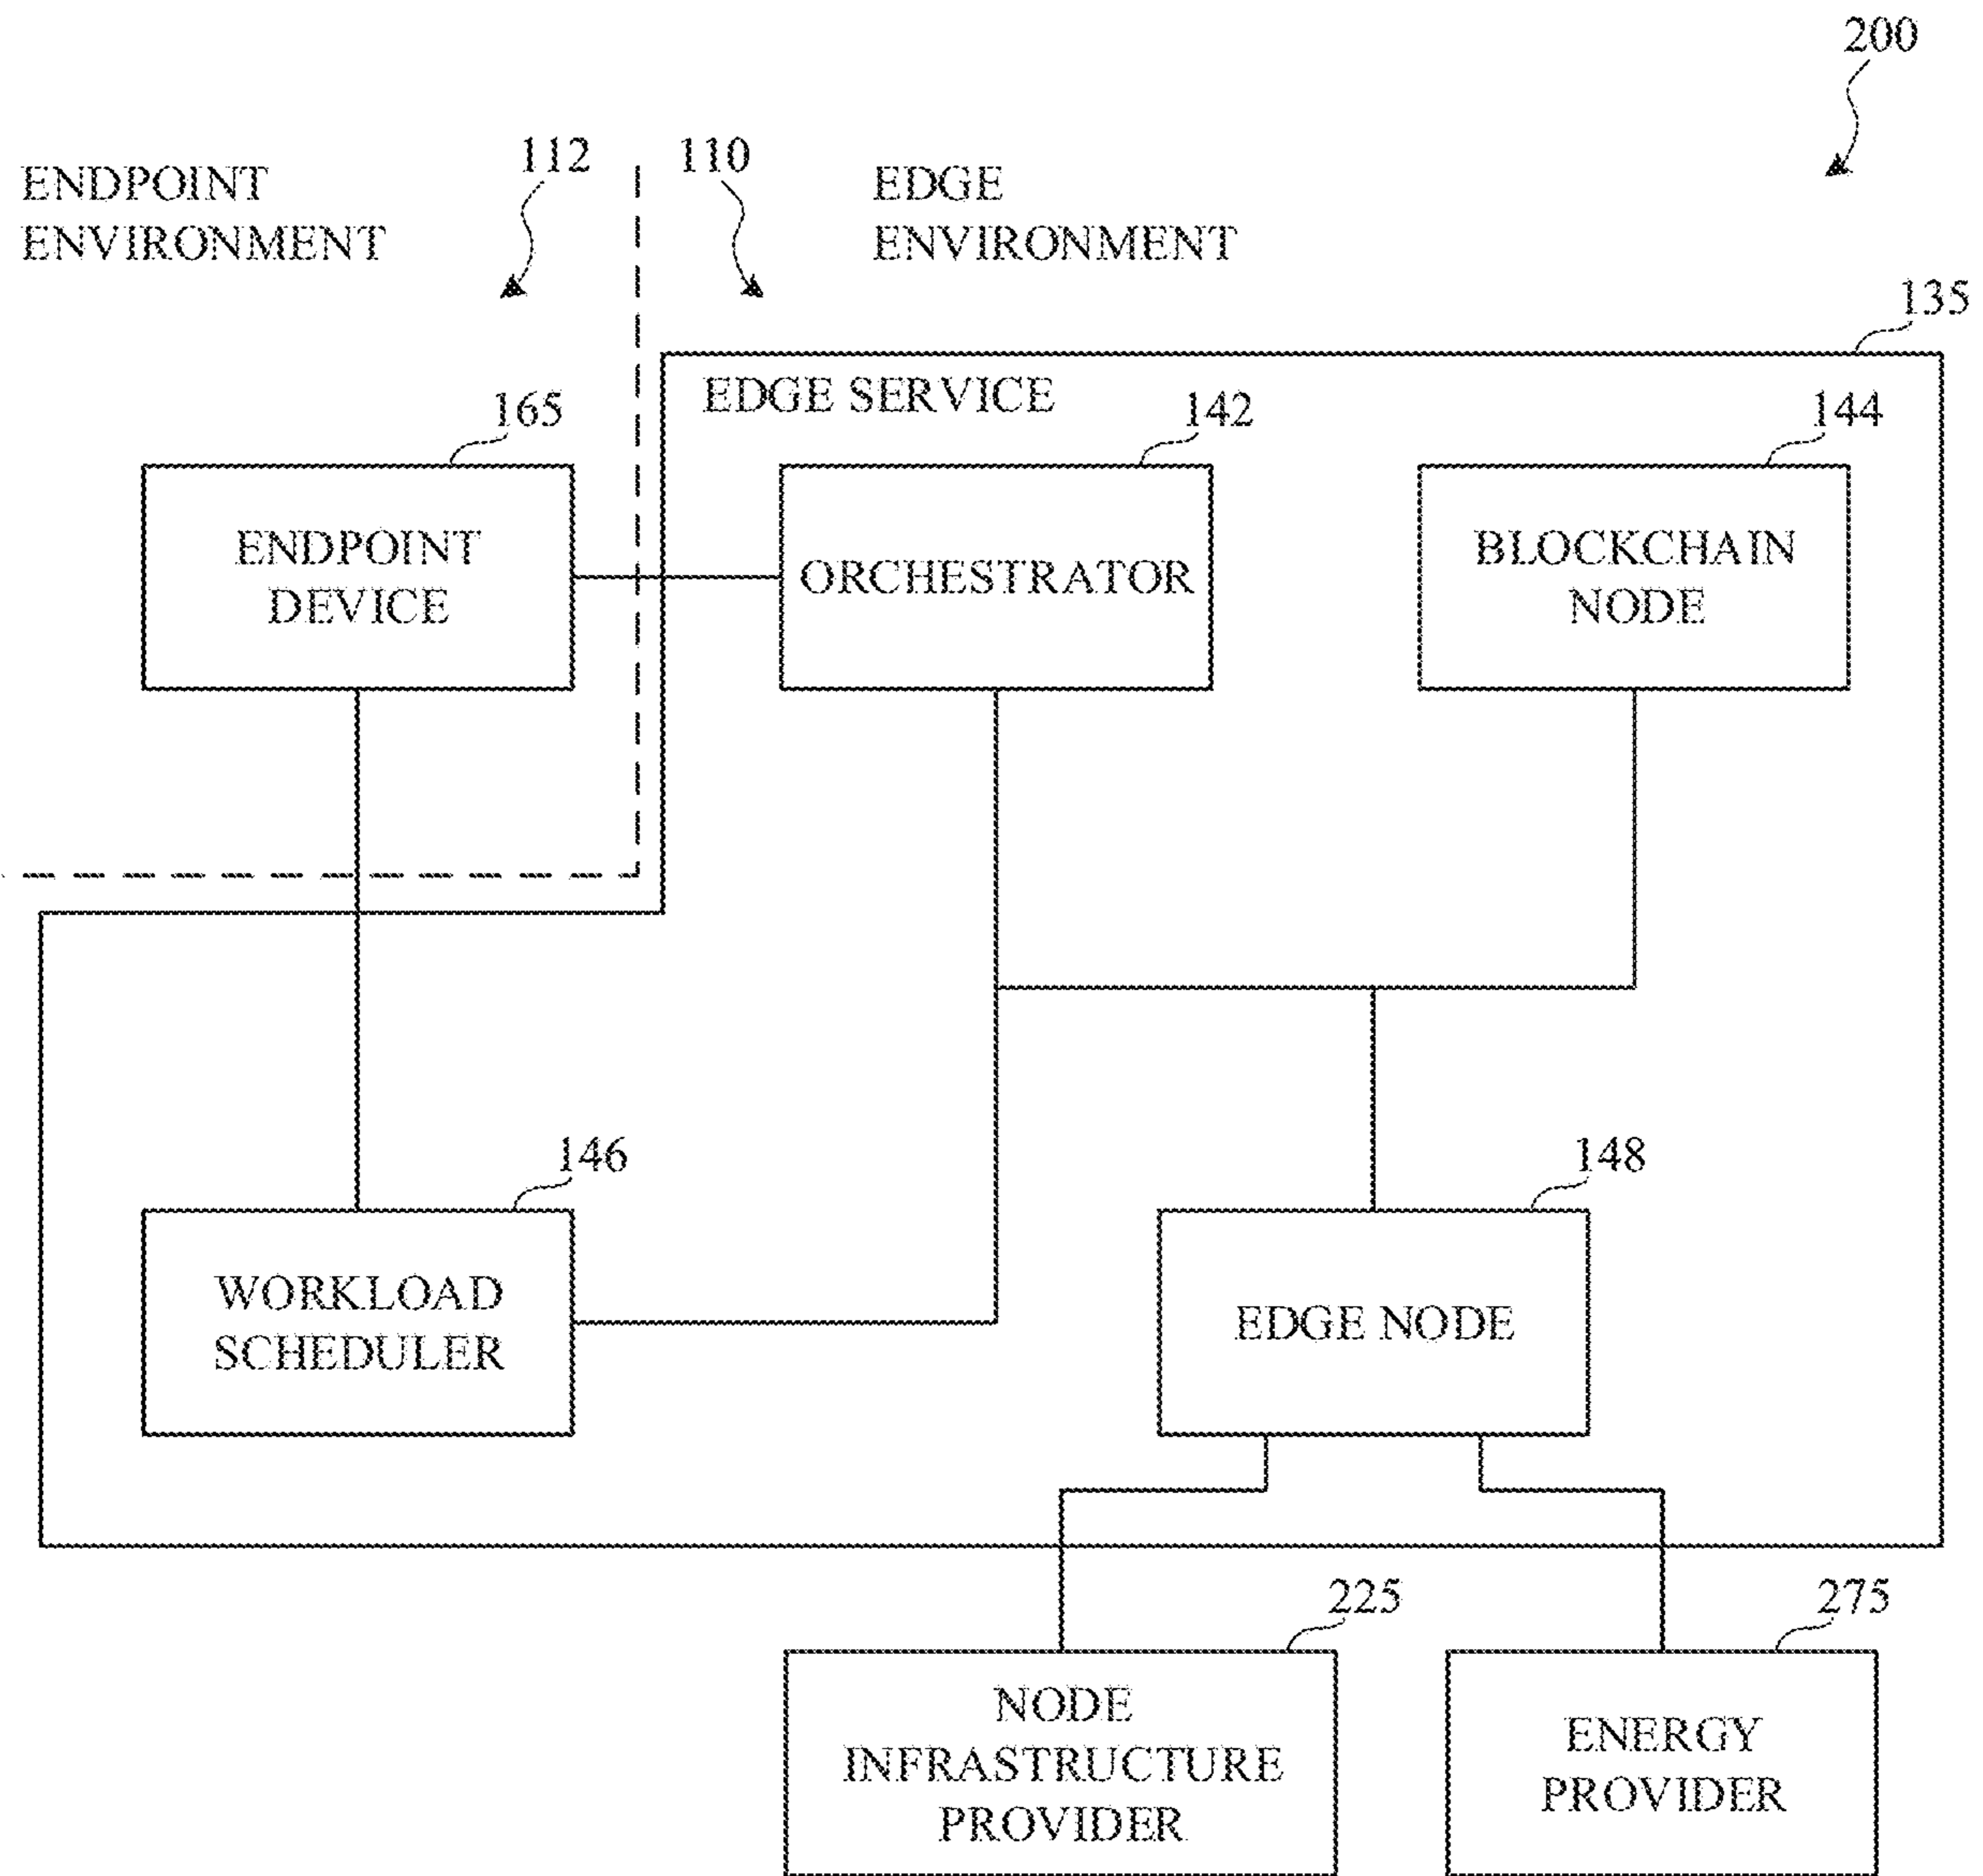 200
112
110
ENDPOINT
ENVIRONMENT
EDGE
ENVIRONMENT
135
EDGE SERVICE
165
142
144
ENDPOINT
DEVICE
ORCHESTRATOR
BLOCKCHAIN
NODE
146
148
WORKLOAD
SCHEDULER
EDGE NODE
225
275
NODE
INFRASTRUCTURE
PROVIDER
ENERGY
PROVIDER